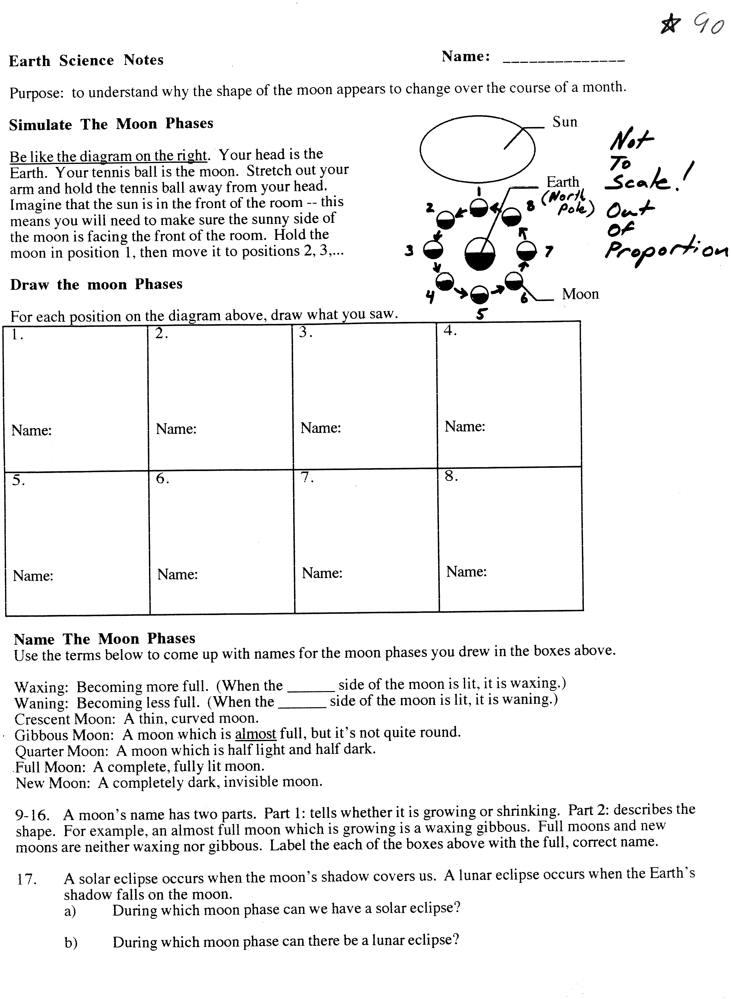 ☆ 90
Earth Science Notes
Name: _______________
Purpose: to understand why the shape of the moon appears to change over the course of a month.
Simulate The Moon Phases
Be like the diagram on the right. Your head is the
Earth. Your tennis ball is the moon. Stretch out your
arm and hold the tennis ball away from your head.
Imagine that the sun is in the front of the room -- this
means you will need to make sure the sunny side of
the moon is facing the front of the room. Hold the
moon in position 1, then move it to positions 2, 3,...
Sun
Earth
(North
Pole)
Moon
1
2
3
4
5
6
7
8
Not
To
Scale!
Out
Of
Proportion
Draw the moon Phases
For each position on the diagram above, draw what you saw.
1.
2.
3.
4.
Name:
Name:
Name:
Name:
5.
6.
7.
8.
Name:
Name:
Name:
Name:
Name The Moon Phases
Use the terms below to come up with names for the moon phases you drew in the boxes above.
Waxing: Becoming more full. (When the ______ side of the moon is lit, it is waxing.)
Waning: Becoming less full. (When the ______ side of the moon is lit, it is waning.)
Crescent Moon: A thin, curved moon.
Gibbous Moon: A moon which is almost full, but it's not quite round.
Quarter Moon: A moon which is half light and half dark.
Full Moon: A complete, fully lit moon.
New Moon: A completely dark, invisible moon.
9-16. A moon's name has two parts. Part 1: tells whether it is growing or shrinking. Part 2: describes the
shape. For example, an almost full moon which is growing is a waxing gibbous. Full moons and new
moons are neither waxing nor gibbous. Label the each of the boxes above with the full, correct name.
17. A solar eclipse occurs when the moon's shadow covers us. A lunar eclipse occurs when the Earth's
shadow falls on the moon.
a) During which moon phase can we have a solar eclipse?
b) During which moon phase can there be a lunar eclipse?